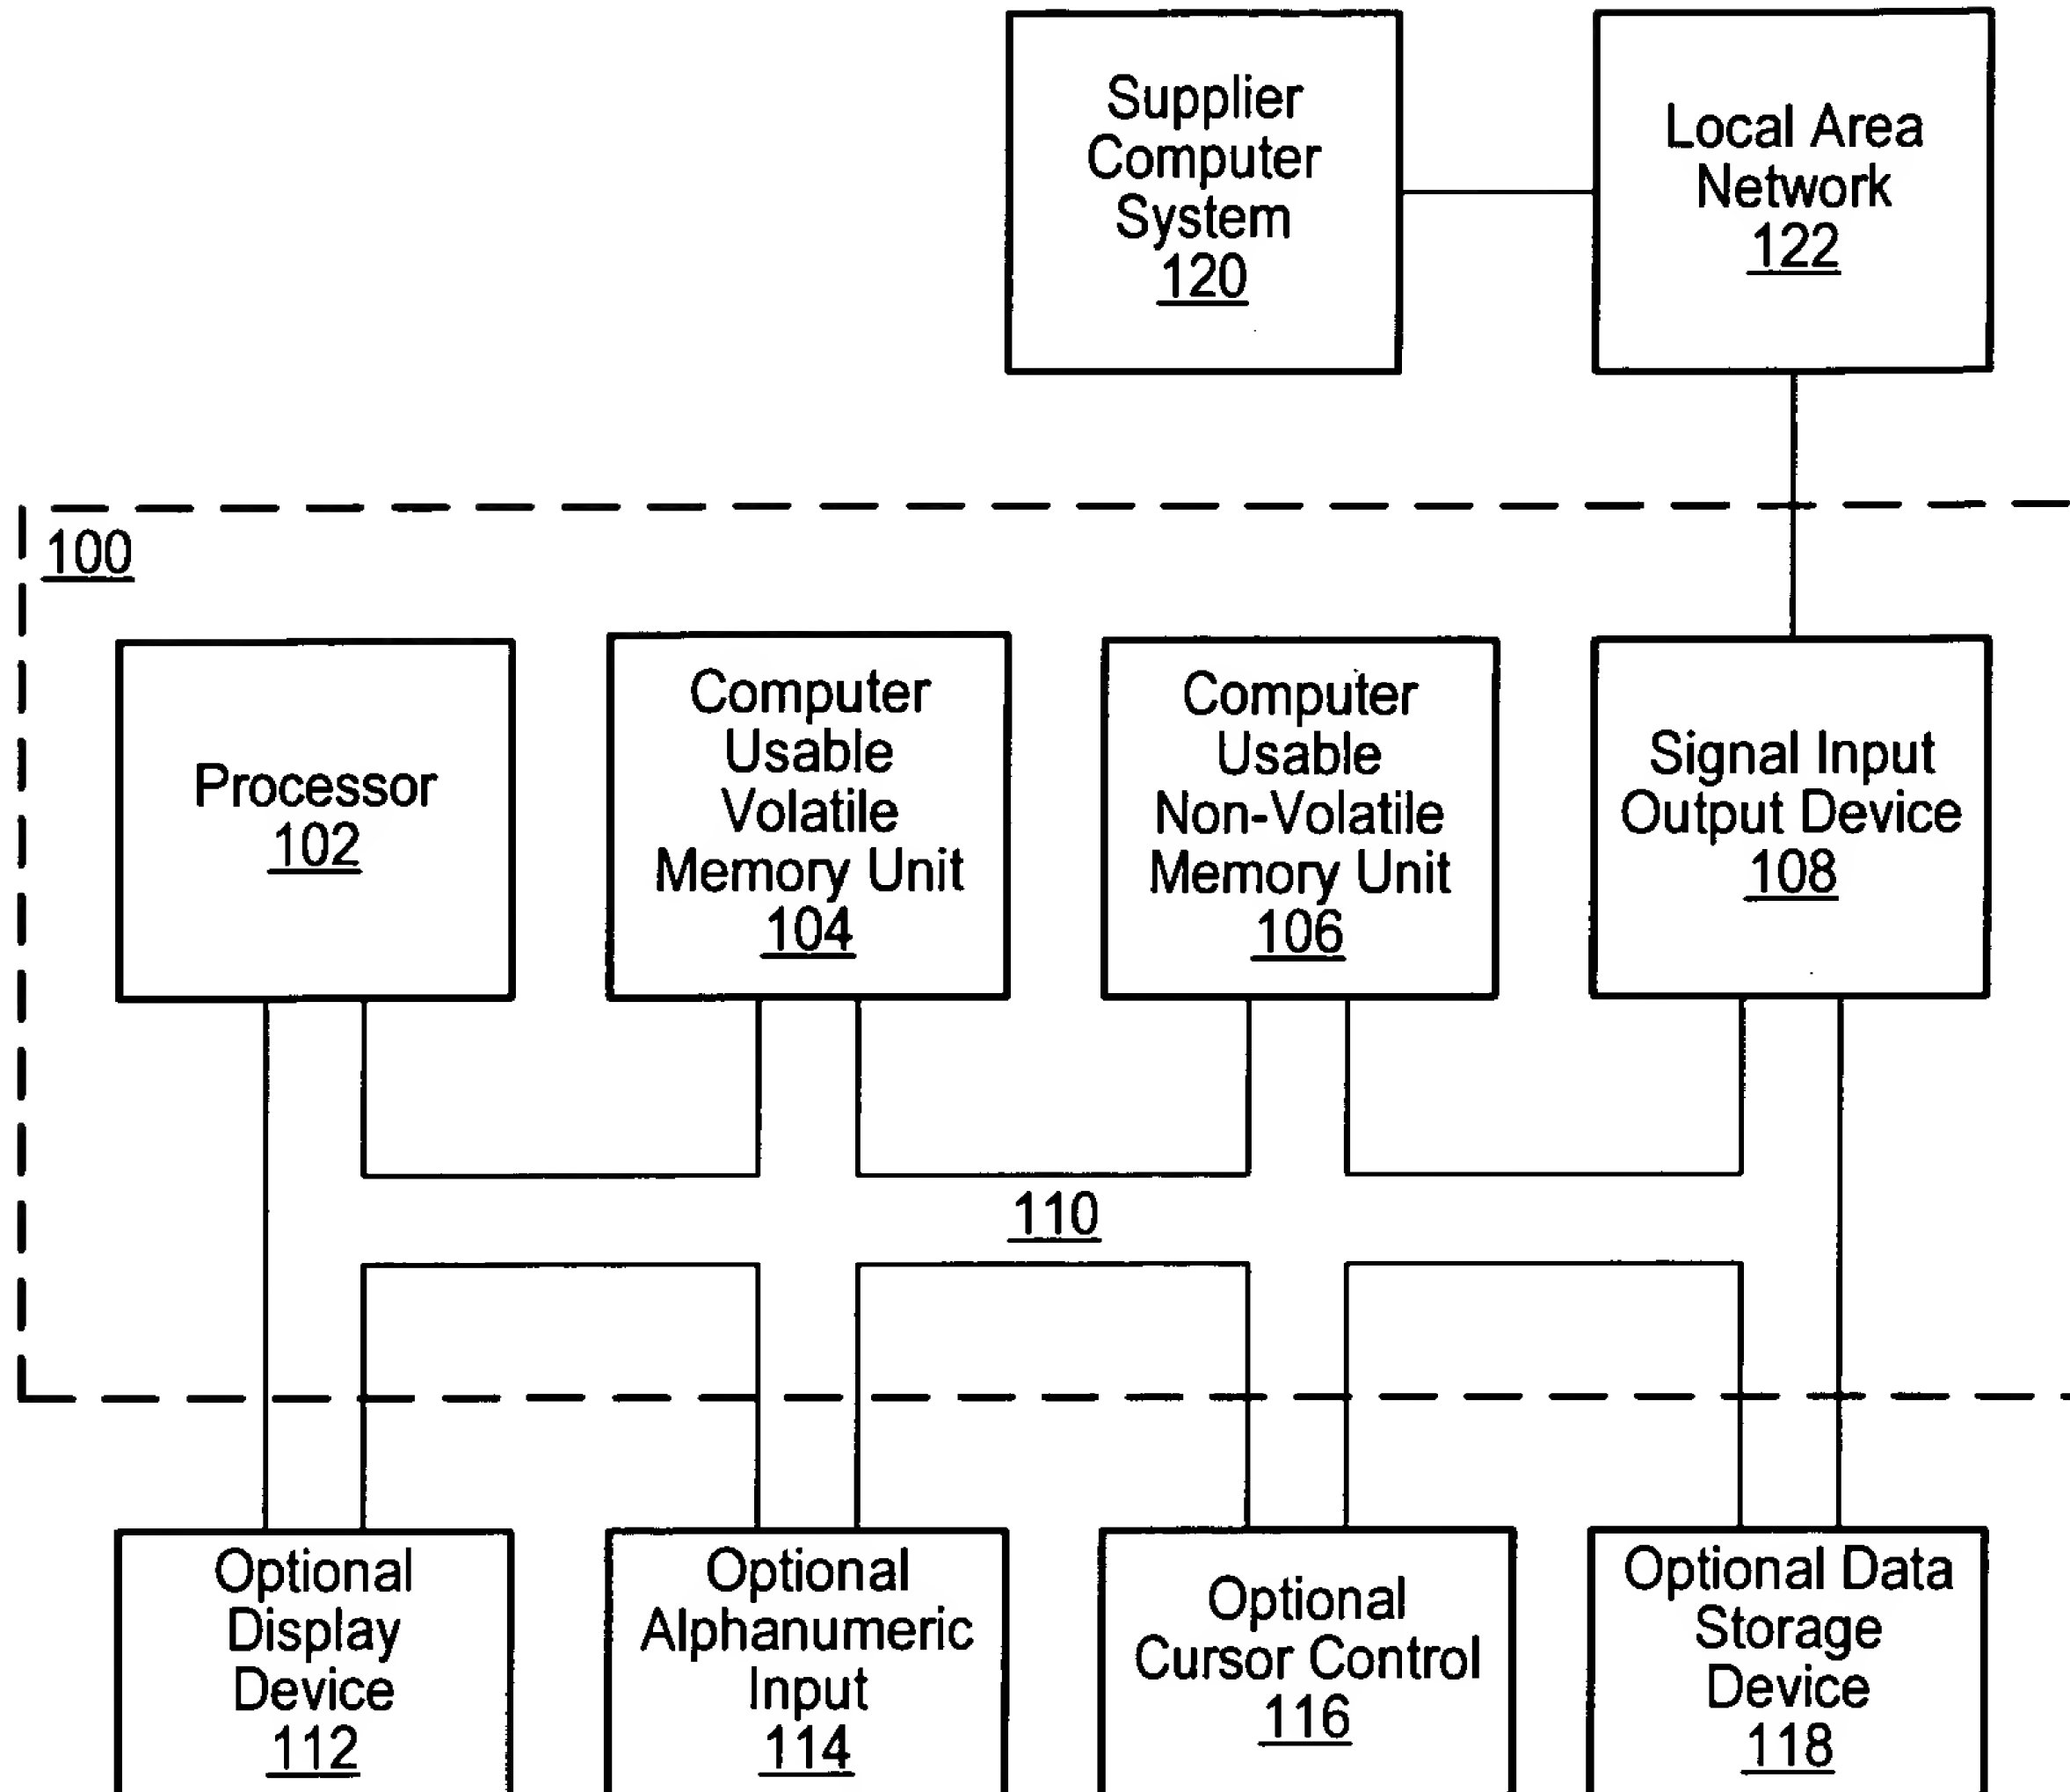 Supplier
Computer
System
120
Local Area
Network
122
100
Processor
102
Computer
Usable
Volatile
Memory Unit
104
Computer
Usable
Non-Volatile
Memory Unit
106
Signal Input
Output Device
108
110
Optional
Display
Device
112
Optional
Alphanumeric
Input
114
Optional
Cursor Control
116
Optional Data
Storage
Device
118